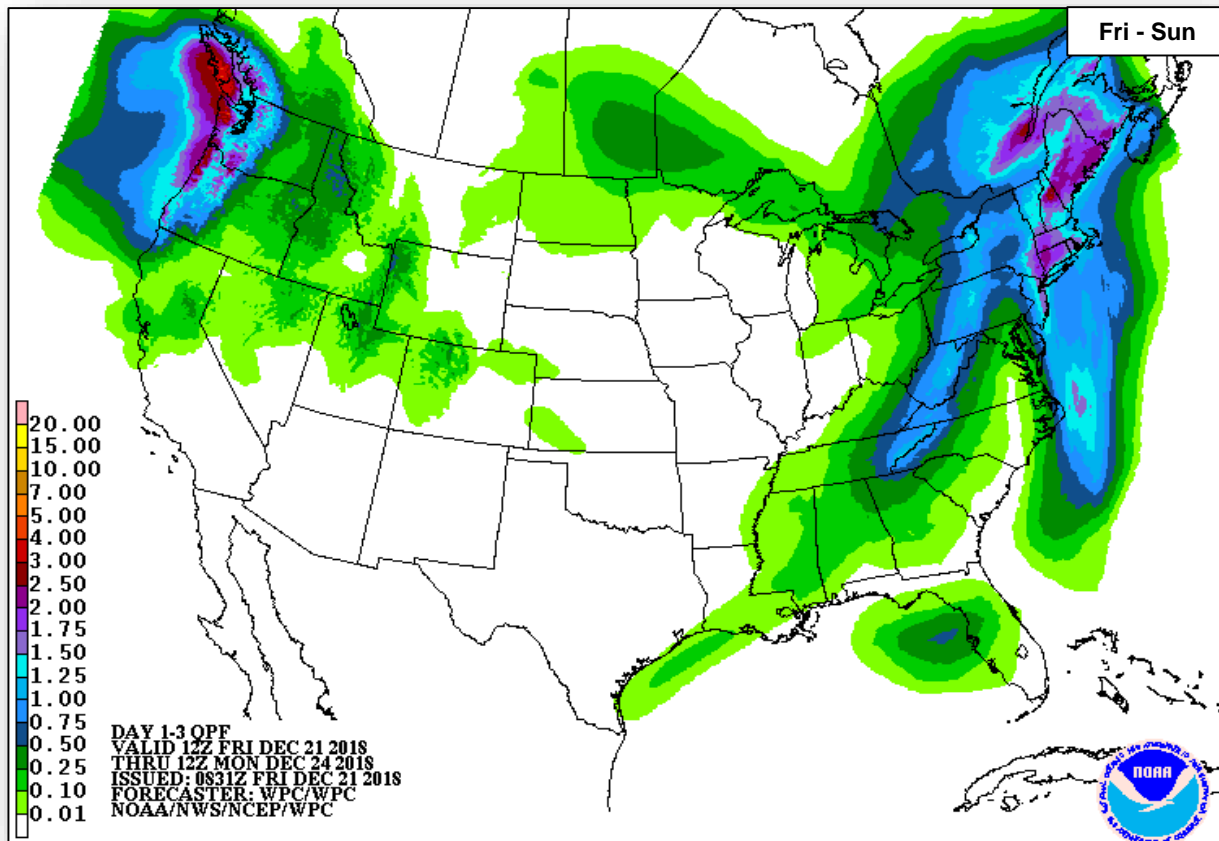 Fri - Sun
20.00
15.00
10.00
7.00
5.00
4.00
3.00
2.50
2.00
1.75
1.50
1.25
1.00
0.75
0.50
0.25
0.10
0.01
DAY 1-3 QPF
VALID 12Z FRI DEC 21 2018
THRU 12Z MON DEC 24 2018
ISSUED: 0831Z FRI DEC 21 2018
FORECASTER: WPC/WPC
NOAA/NWS/NCEP/WPC
NOAA